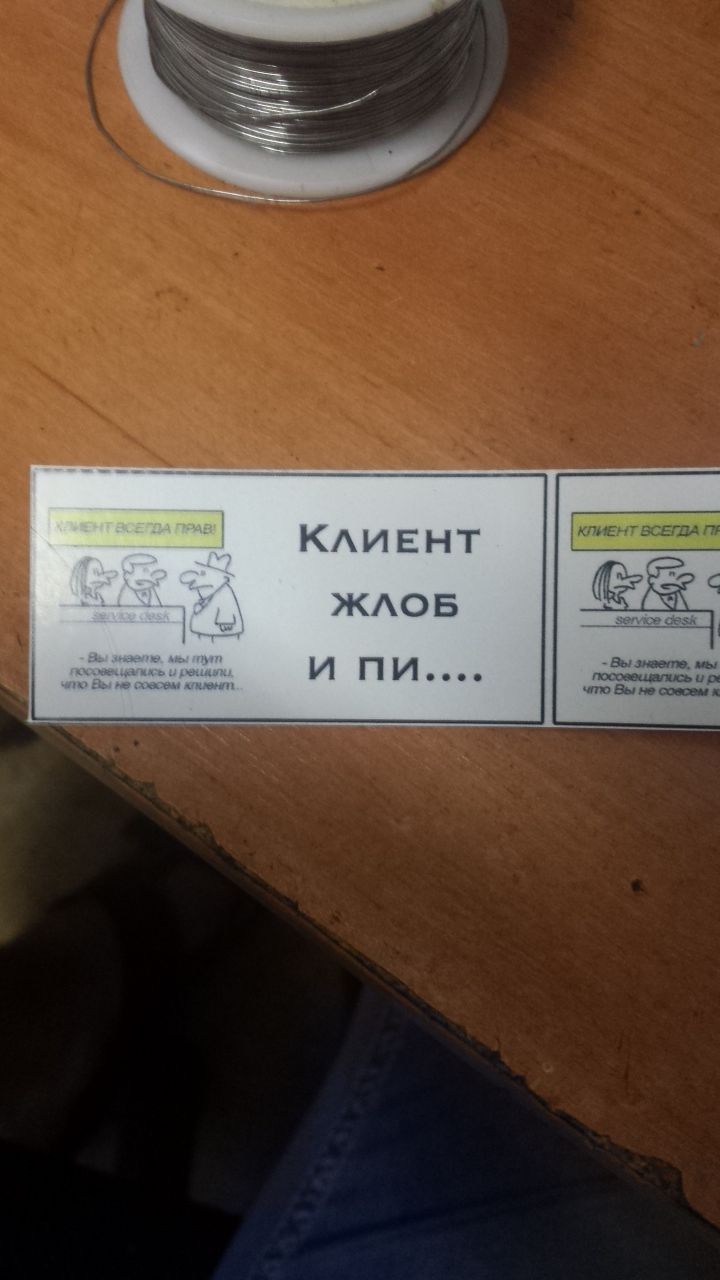 КЛИЕНТ ВСЕГДА ПРАВ!
service desk
- Вы знаете, мы тут
посовещались и решили,
что Вы не совсем клиент...
Клиент
жлоб
и пи....
КЛИЕНТ ВСЕГДА ПР
service desk
- Вы знаете, мы
посовещались и ре
что Вы не совсем к